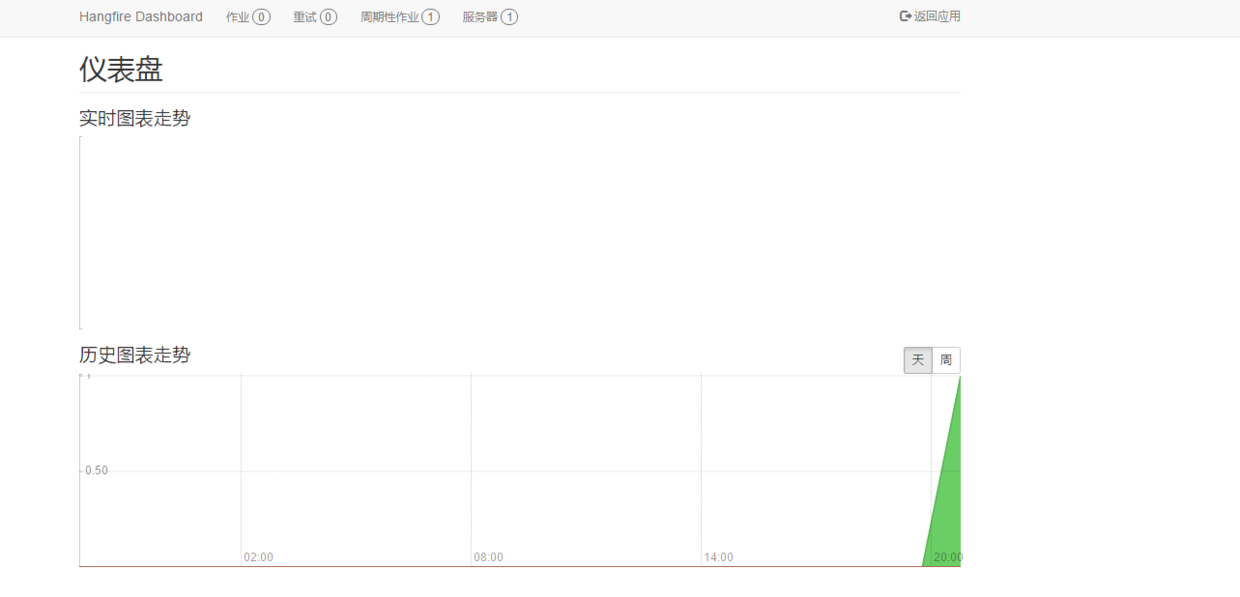 Hangfire Dashboard 作业 0 重试 0 周期性作业 1 服务器 1 返回应用
仪表盘
实时图表走势
历史图表走势 天 周
0.50
02:00 08:00 14:00 20:00